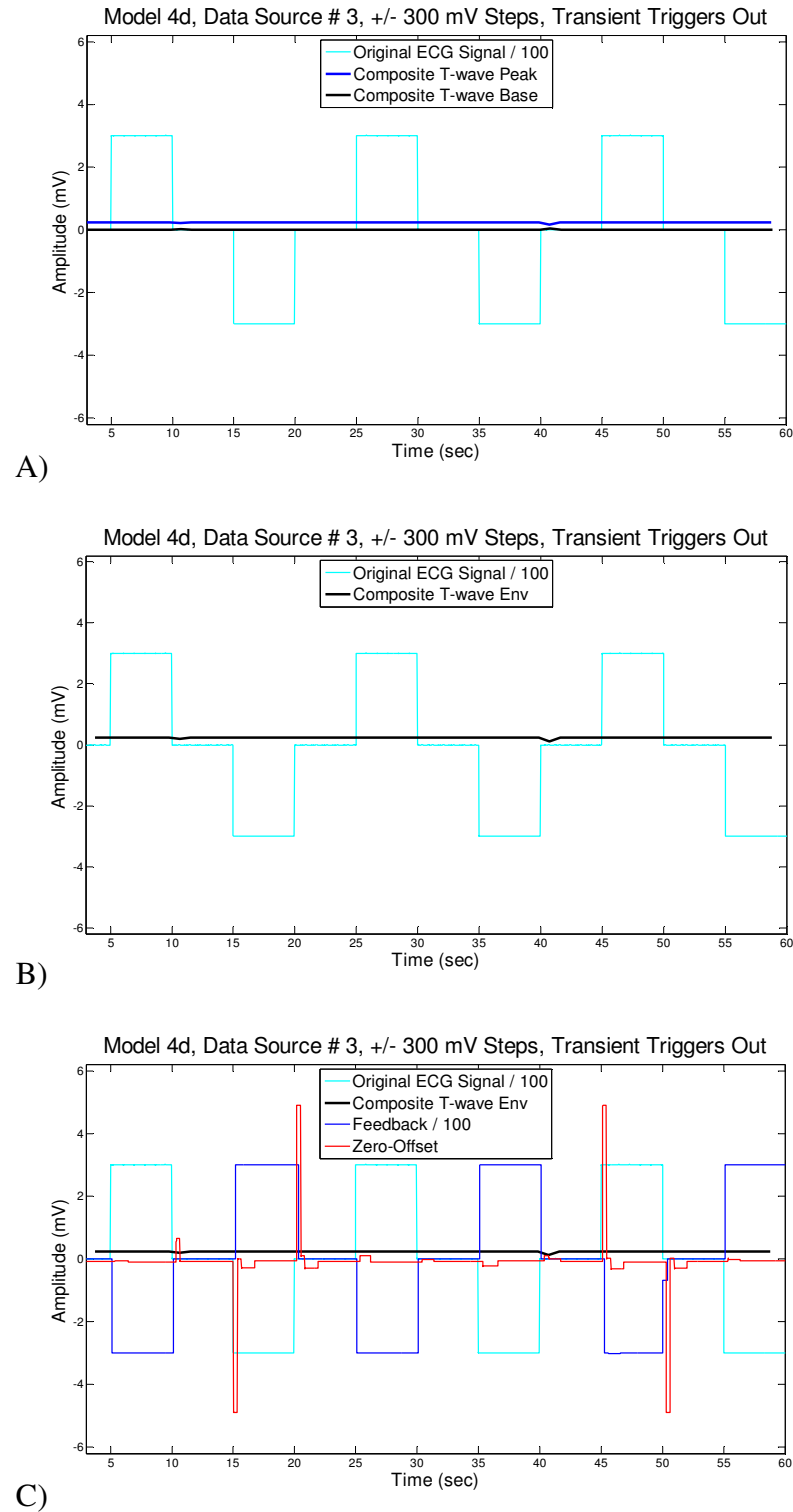 Model 4d, Data Source # 3, +/- 300 mV Steps, Transient Triggers Out
Original ECG Signal / 100
Composite T-wave Peak
Composite T-wave Base
6
4
2
0
-2
-4
-6
Amplitude (mV)
5 10 15 20 25 30 35 40 45 50 55 60
Time (sec)
A)
Model 4d, Data Source # 3, +/- 300 mV Steps, Transient Triggers Out
Original ECG Signal / 100
Composite T-wave Env
6
4
2
0
-2
-4
-6
Amplitude (mV)
5 10 15 20 25 30 35 40 45 50 55 60
Time (sec)
B)
Model 4d, Data Source # 3, +/- 300 mV Steps, Transient Triggers Out
Original ECG Signal / 100
Composite T-wave Env
Feedback / 100
Zero-Offset
6
4
2
0
-2
-4
-6
Amplitude (mV)
5 10 15 20 25 30 35 40 45 50 55 60
Time (sec)
C)